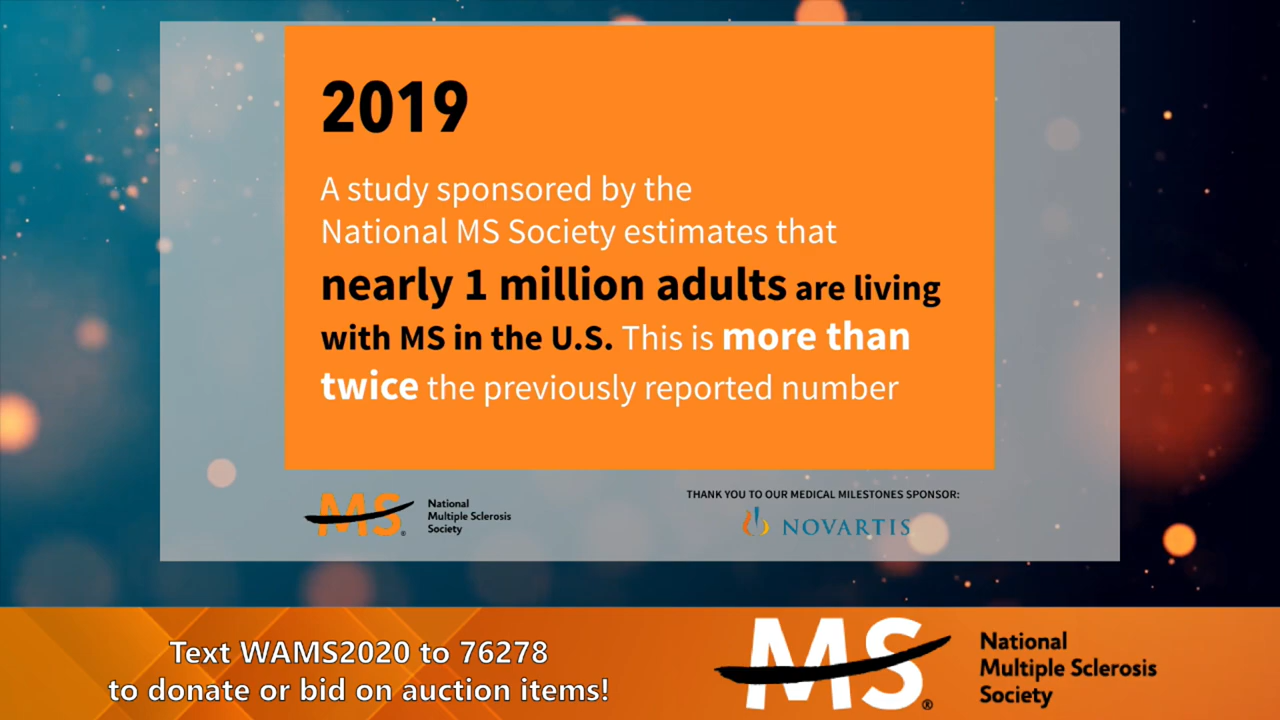 2019
A study sponsored by the
National MS Society estimates that
nearly 1 million adults are living
with MS in the U.S. This is more than
twice the previously reported number
MS®
National
Multiple Sclerosis
Society
THANK YOU TO OUR MEDICAL MILESTONES SPONSOR:
NOVARTIS
Text WAMS2020 to 76278
to donate or bid on auction items!
MS®
National
Multiple Sclerosis
Society